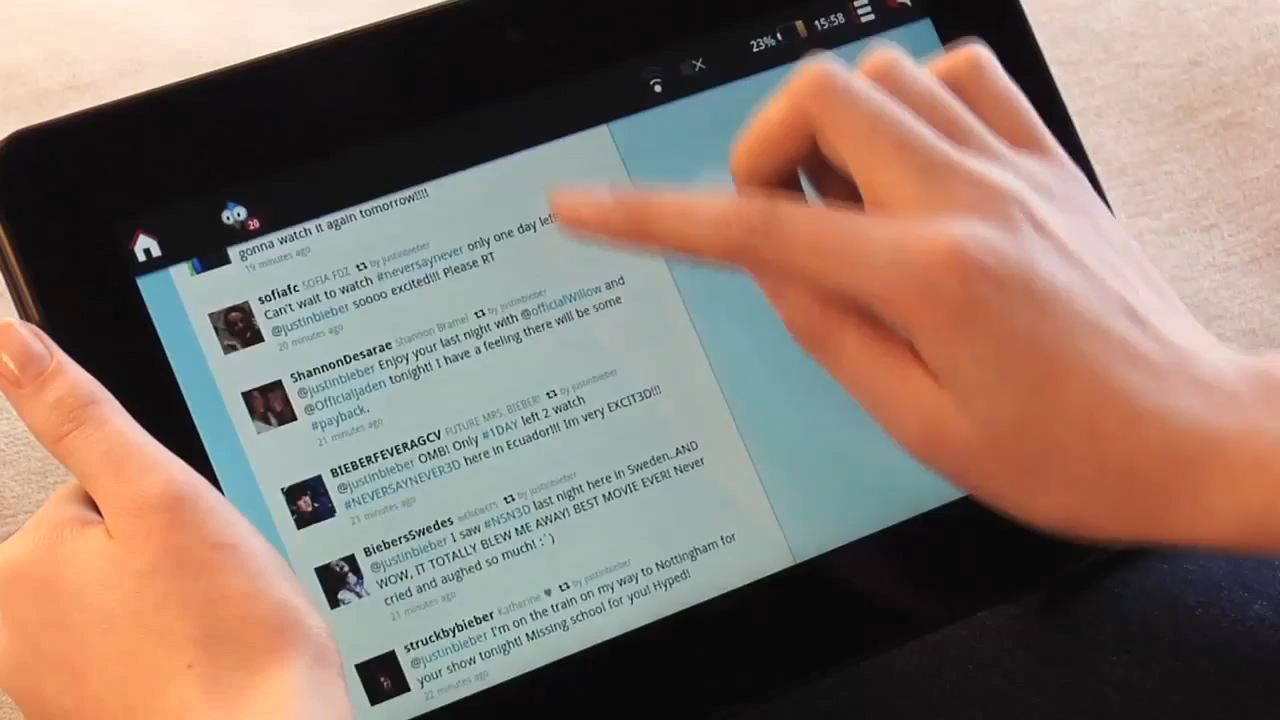 23% 15:58
20
gonna watch it again tomorrow!!!!
19 minutes ago
sofiafc SOFIA FDZ by justinbieber
Can't wait to watch #neversaynever only one day left
@justinbieber soooo excited!!! Please RT
20 minutes ago
ShannonDesarae Shannon Bramel by justinbieber
@justinbieber Enjoy your last night with @officialWillow and
@OfficialJaden tonight! I have a feeling there will be some
#payback.
21 minutes ago
BIEBERFEVERAGCV FUTURE MRS. BIEBER! by justinbieber
@justinbieber OMB! Only #1DAY left 2 watch
#NEVERSAYNEVER3D here in Ecuador!!! Im very EXCIT3D!!!
21 minutes ago
BiebersSwedes by justinbieber
@justinbieber I saw #NSN3D last night here in Sweden..AND
WOW, IT TOTALLY BLEW ME AWAY! BEST MOVIE EVER! Never
cried and aughed so much! :´)
21 minutes ago
struckbybieber Katherine ♥ by justinbieber
@justinbieber I'm on the train on my way to Nottingham for
your show tonight! Missing school for you! Hyped!
22 minutes ago